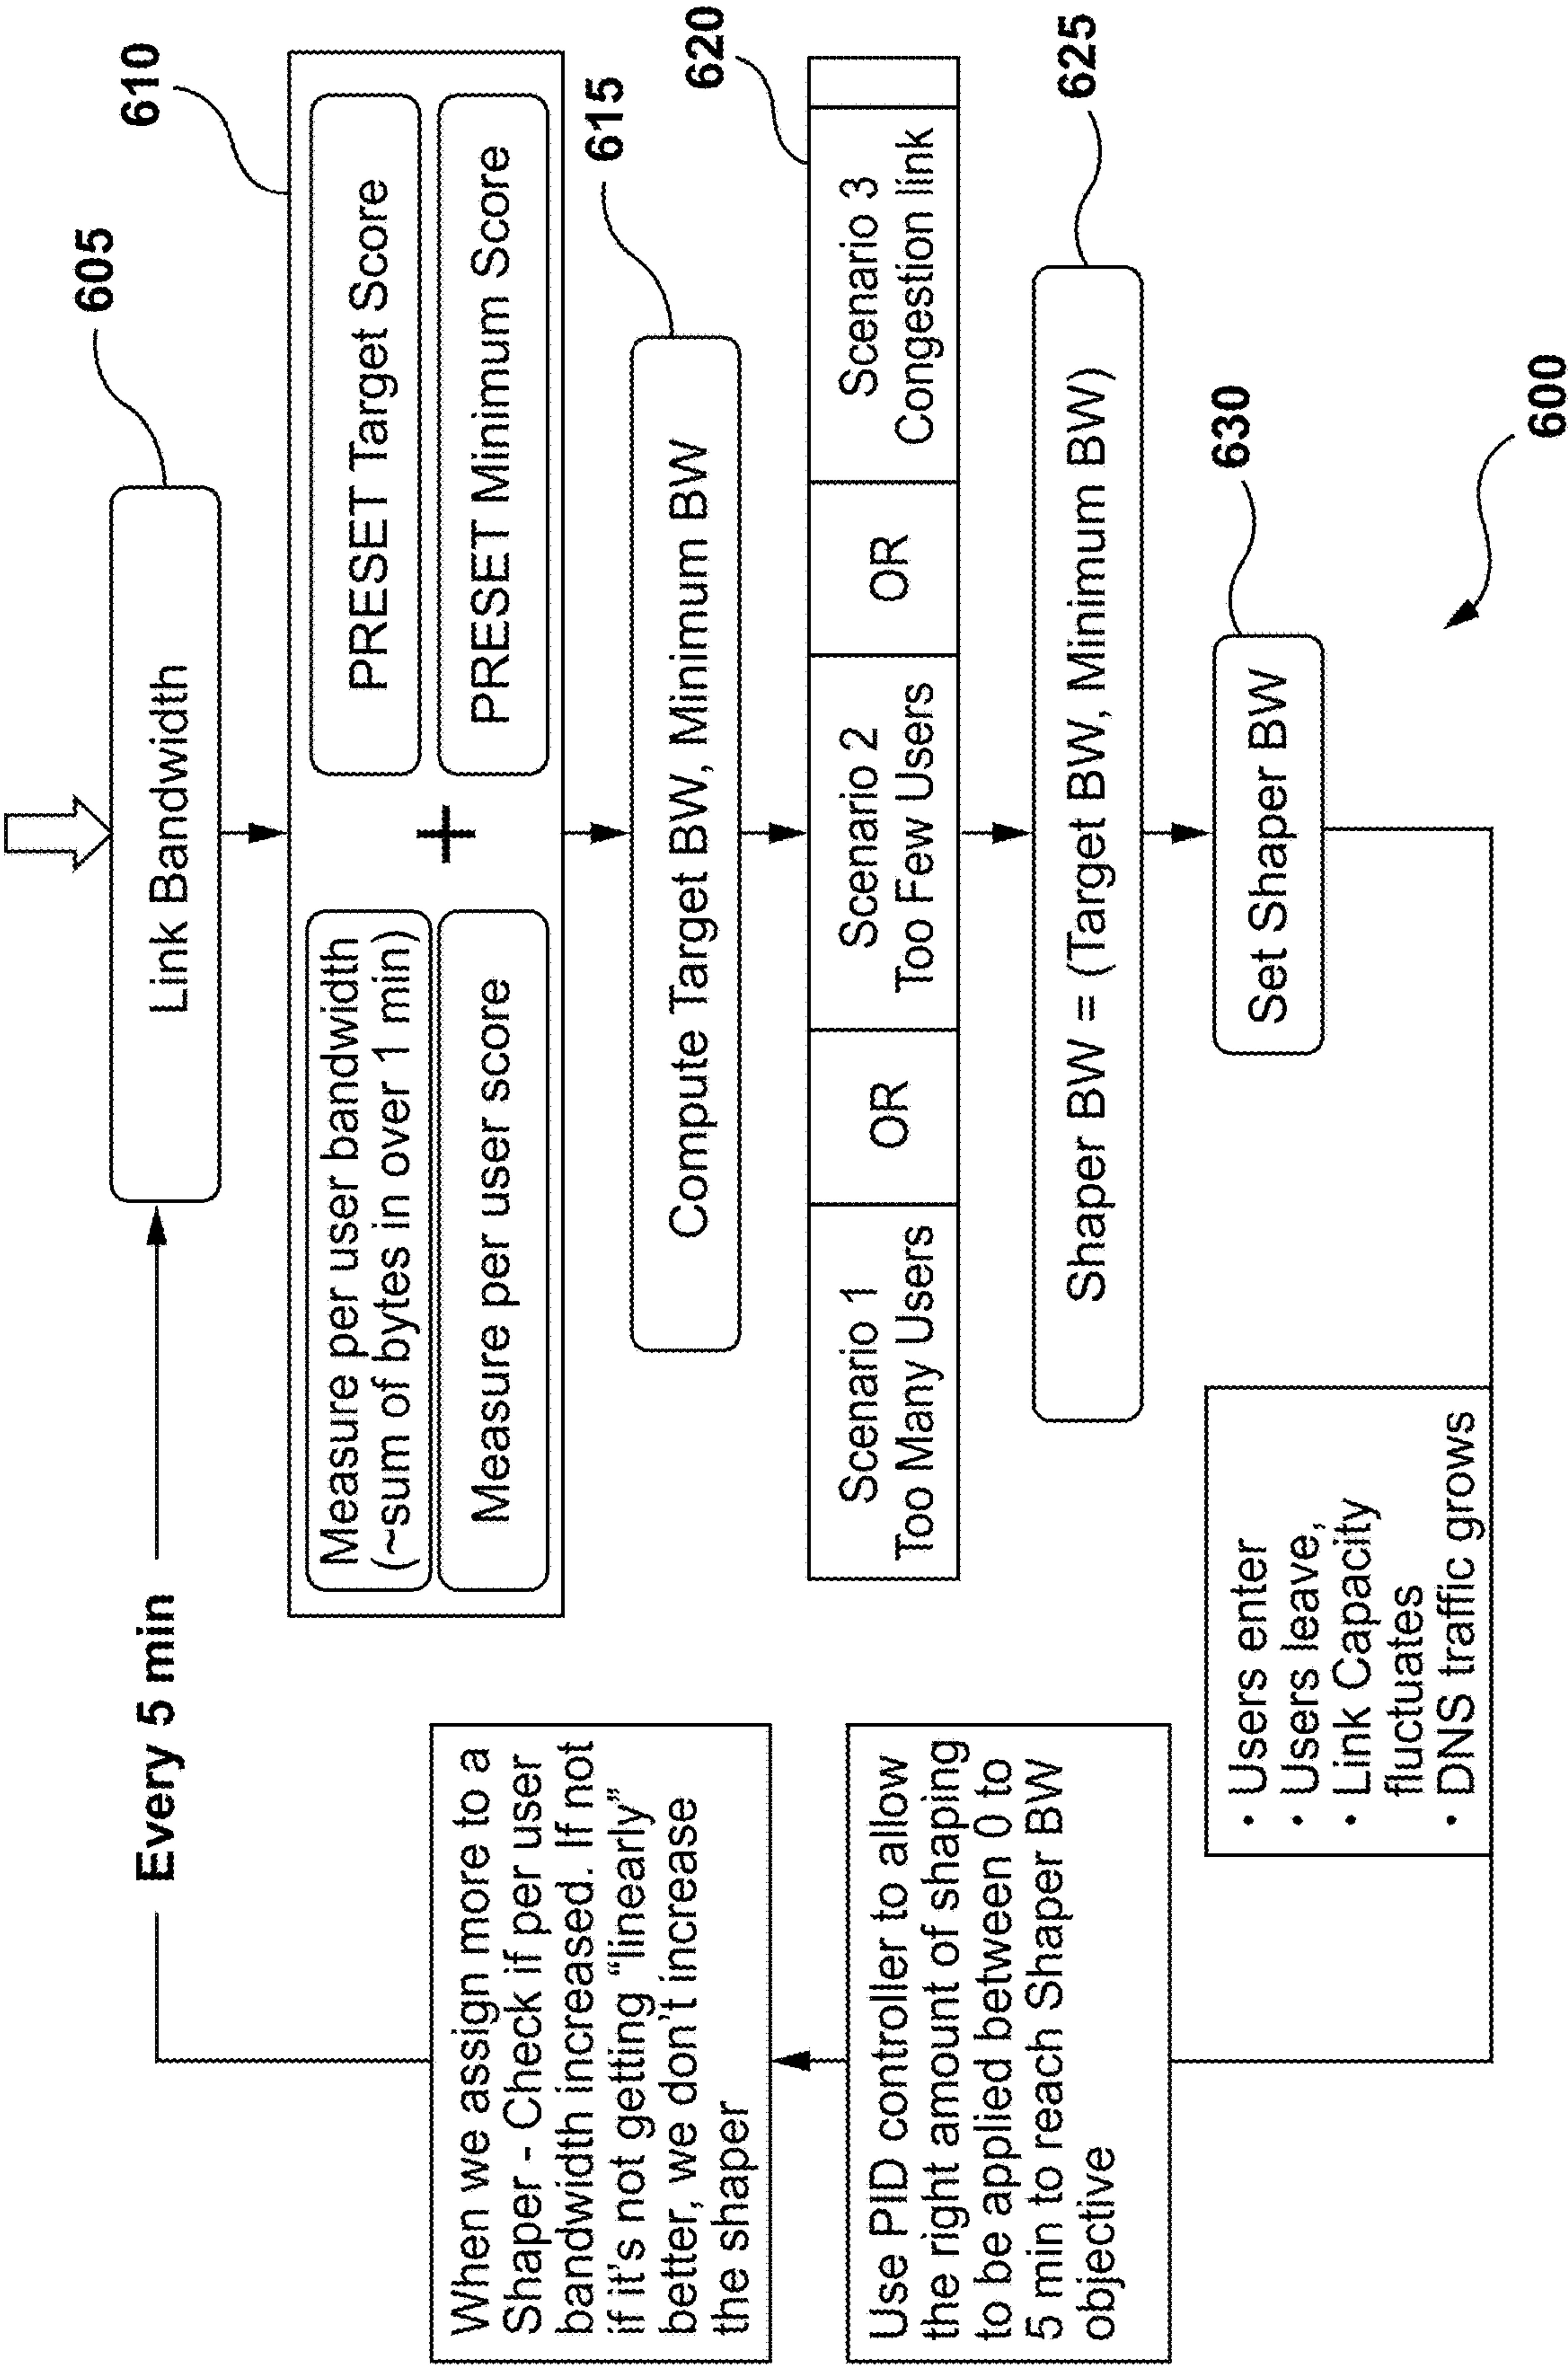 Every 5 min
Link Bandwidth
605
610
Measure per user bandwidth
(~sum of bytes in over 1 min)
Measure per user score
+
PRESET Target Score
PRESET Minimum Score
615
Compute Target BW, Minimum BW
620
Scenario 1
Too Many Users
OR
Scenario 2
Too Few Users
OR
Scenario 3
Congestion link
625
Shaper BW = (Target BW, Minimum BW)
630
Set Shaper BW
• Users enter
• Users leave,
• Link Capacity
fluctuates
• DNS traffic grows
Use PID controller to allow
the right amount of shaping
to be applied between 0 to
5 min to reach Shaper BW
objective
When we assign more to a
Shaper - Check if per user
bandwidth increased. If not
if it's not getting “linearly”
better, we don't increase
the shaper
600